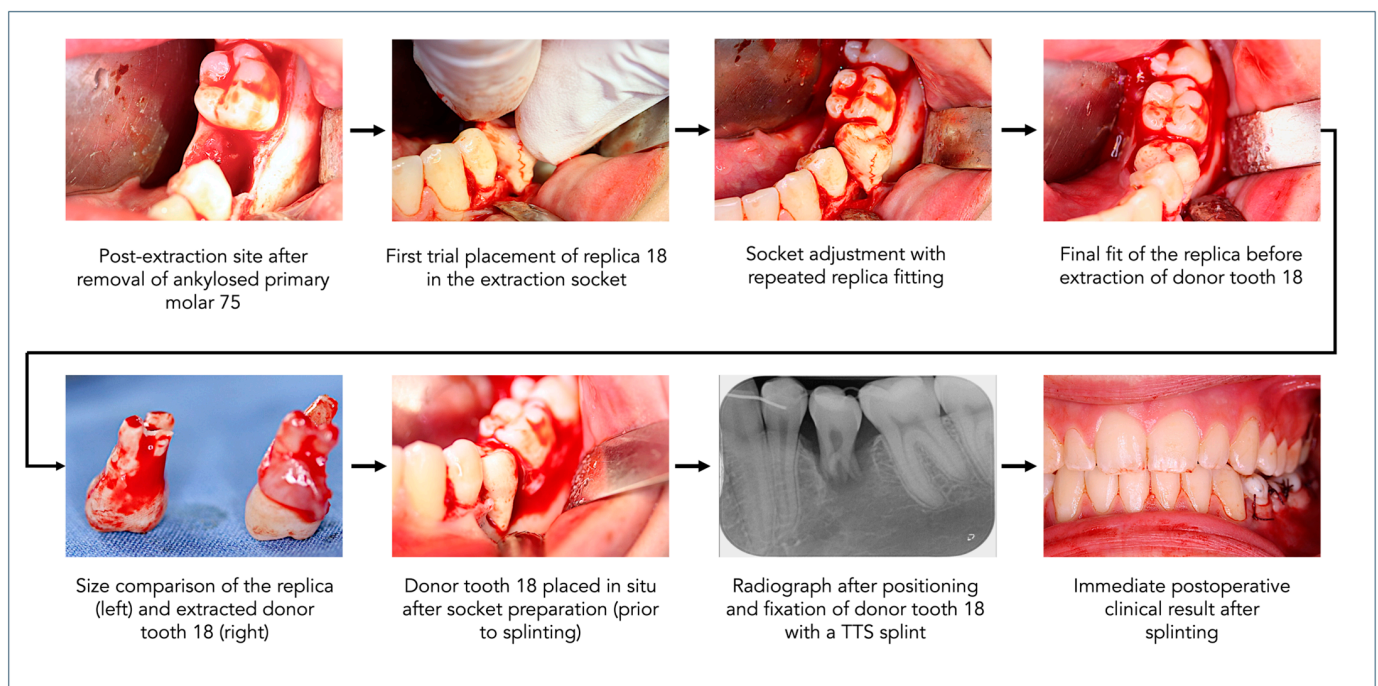 Post-extraction site after
removal of ankylosed primary
molar 75
First trial placement of replica 18
in the extraction socket
Socket adjustment with
repeated replica fitting
Final fit of the replica before
extraction of donor tooth 18
Size comparison of the replica
(left) and extracted donor
tooth 18 (right)
Donor tooth 18 placed in situ
after socket preparation (prior
to splinting)
Radiograph after positioning
and fixation of donor tooth 18
with a TTS splint
Immediate postoperative
clinical result after
splinting